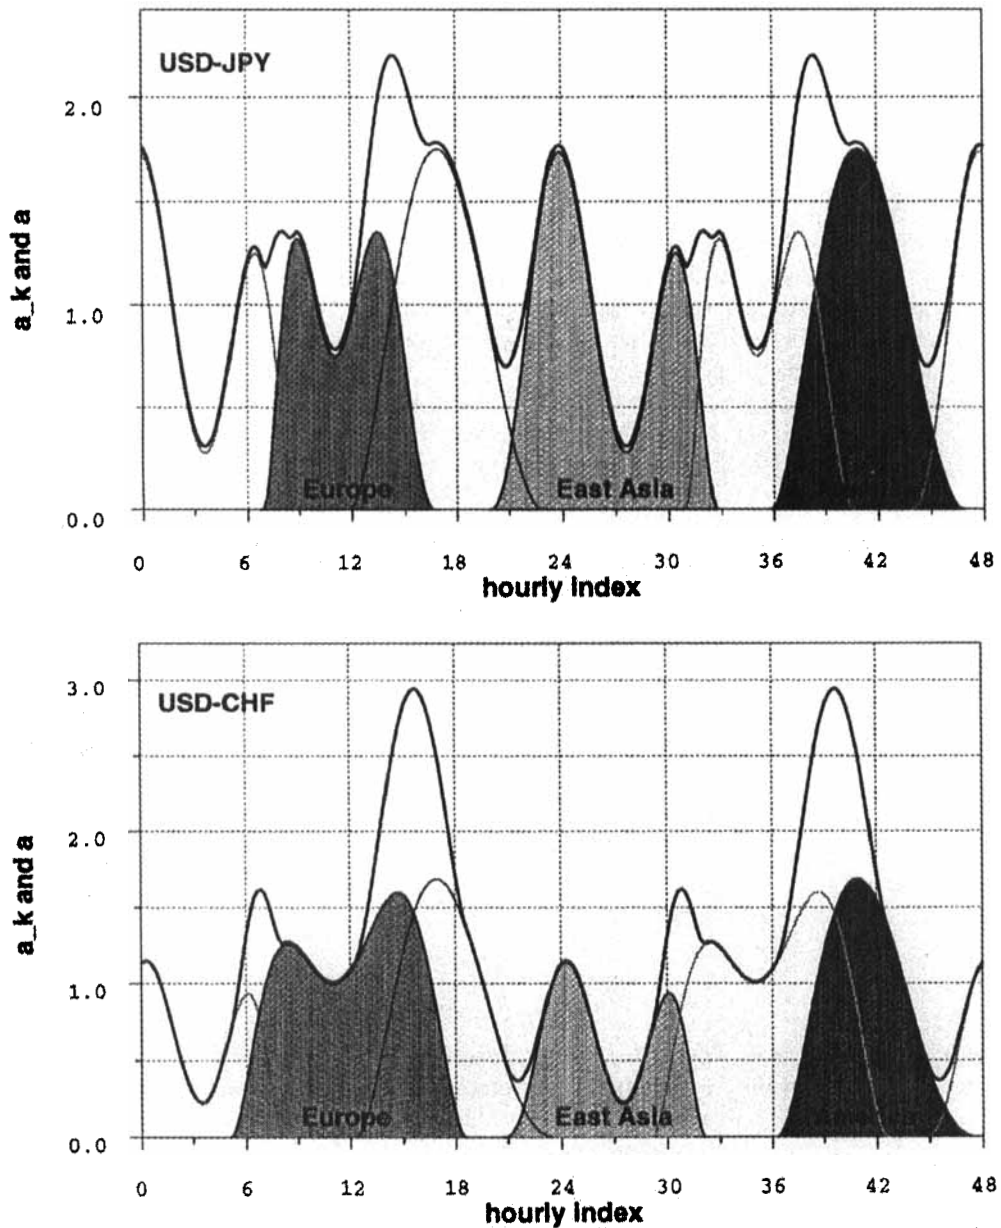 USD-JPY
2.0
1.0
0.0
a_k and a
Europe
East Asia
0 6 12 18 24 30 36 42 48
hourly index
USD-CHF
3.0
2.0
1.0
0.0
a_k and a
Europe
East Asia
0 6 12 18 24 30 36 42 48
hourly index